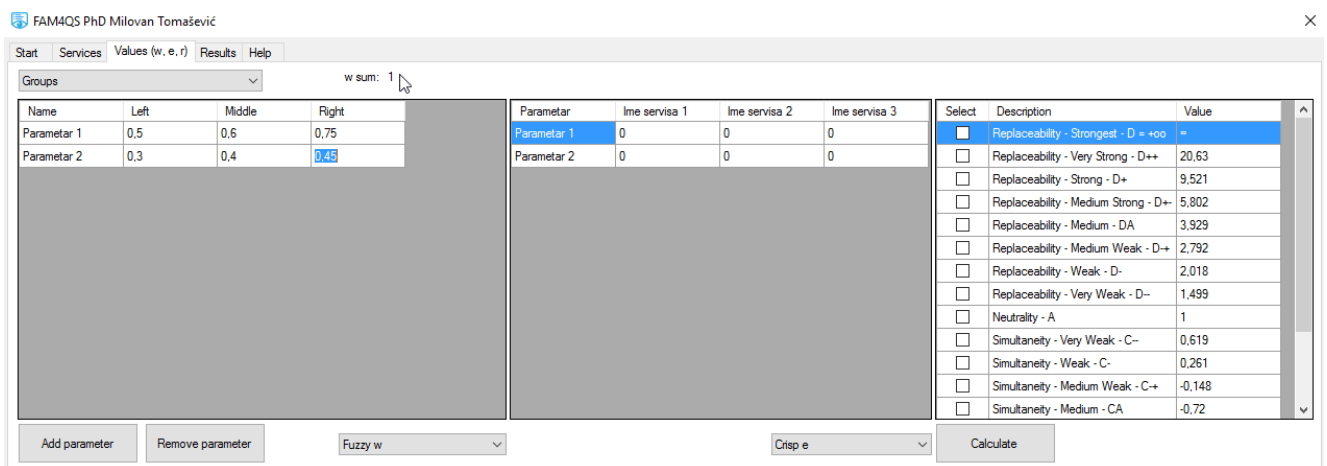 FAM4QS PhD Milovan Tomašević
Start Services Values (w, e, r) Results Help
Groups w sum: 1
Name Left Middle Right Parametar Ime servisa 1 Ime servisa 2 Ime servisa 3 Select Description Value
Parametar 1 0,5 0,6 0,75 Parametar 1 0 0 0 Replaceability - Strongest - D = +oo =
Parametar 2 0,3 0,4 0,45 Parametar 2 0 0 0 Replaceability - Very Strong - D++ 20,63
Replaceability - Strong - D+ 9,521
Replaceability - Medium Strong - D+- 5,802
Replaceability - Medium - DA 3,929
Replaceability - Medium Weak - D-+ 2,792
Replaceability - Weak - D- 2,018
Replaceability - Very Weak - D-- 1,499
Neutrality - A 1
Simultaneity - Very Weak - C-- 0,619
Simultaneity - Weak - C- 0,261
Simultaneity - Medium Weak - C-+ -0,148
Simultaneity - Medium - CA -0,72
Add parameter Remove parameter Fuzzy w Crisp e Calculate